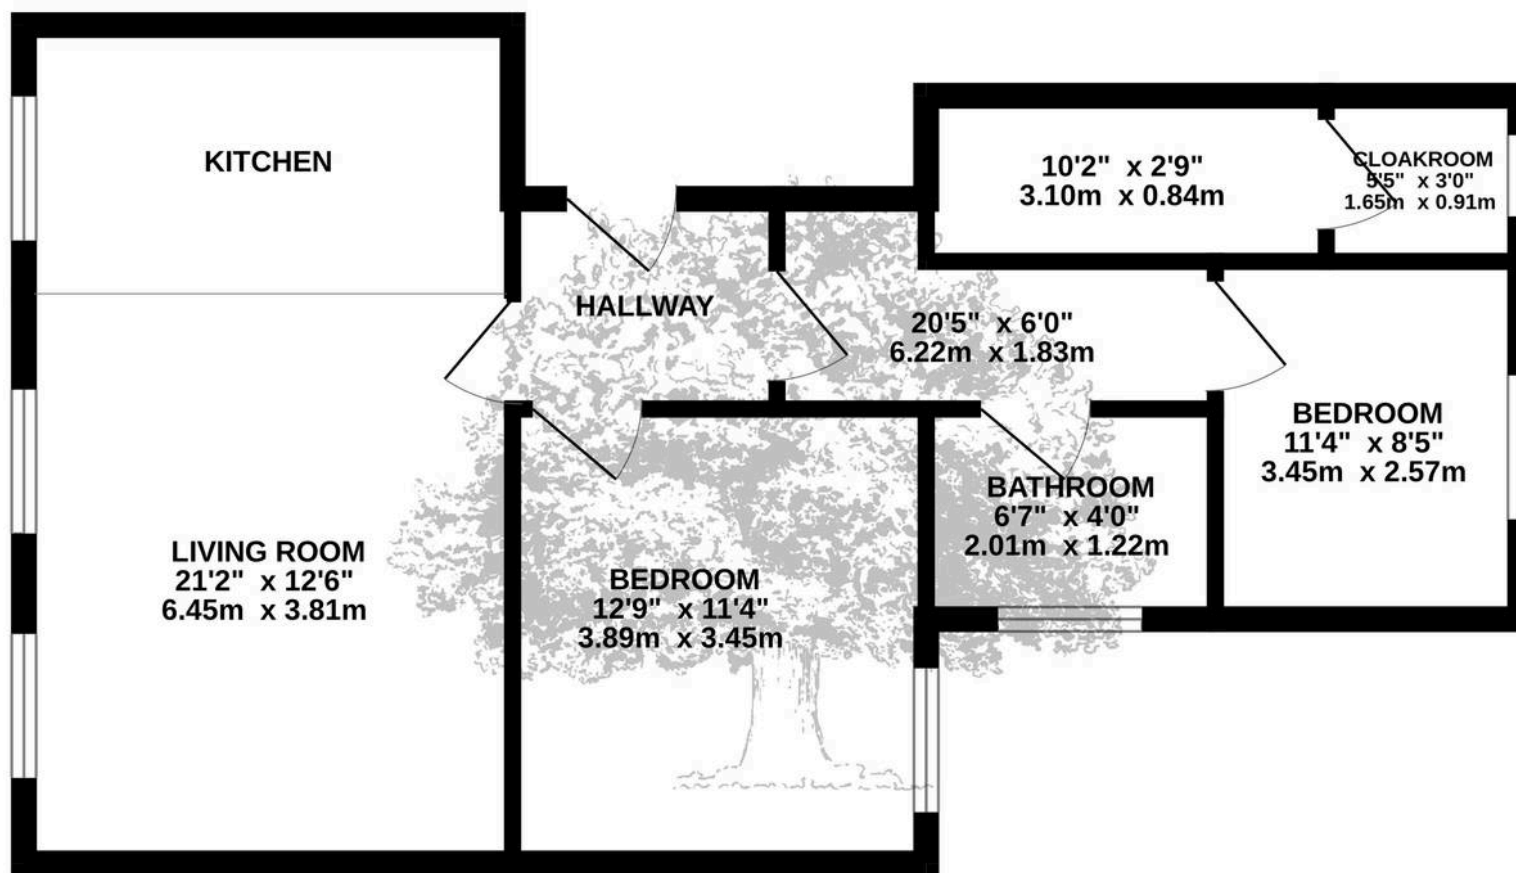 KITCHEN
10'2" x 2'9"
3.10m x 0.84m
CLOAKROOM
5'5" x 3'0"
1.65m x 0.91m
HALLWAY
20'5" x 6'0"
6.22m x 1.83m
BEDROOM
11'4" x 8'5"
3.45m x 2.57m
BATHROOM
6'7" x 4'0"
2.01m x 1.22m
LIVING ROOM
21'2" x 12'6"
6.45m x 3.81m
BEDROOM
12'9" x 11'4"
3.89m x 3.45m